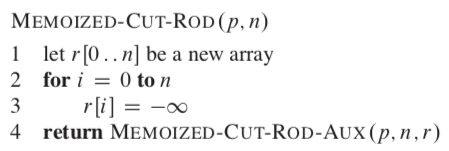 MEMOIZED-CUT-ROD(p, n)
1 let r[0..n] be a new array
2 for i = 0 to n
3 r[i] = −∞
4 return MEMOIZED-CUT-ROD-AUX(p, n, r)